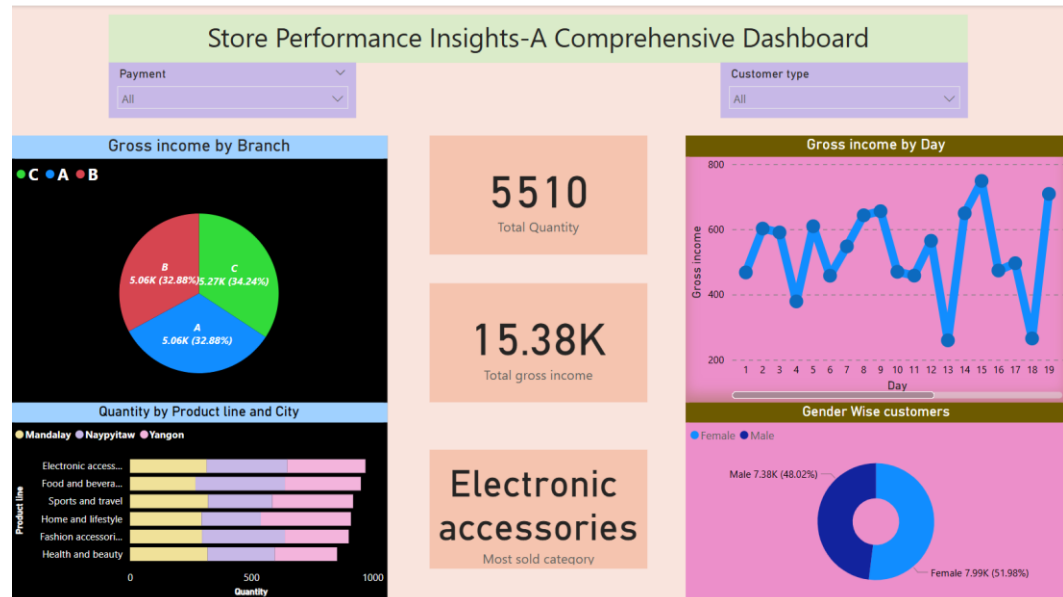 Store Performance Insights-A Comprehensive Dashboard
Payment
All
Customer type
All
Gross income by Branch
C A B
B
5.06K (32.88%)
C
5.27K (34.24%)
A
5.06K (32.88%)
5510
Total Quantity
15.38K
Total gross income
Electronic
accessories
Most sold category
Gross income by Day
Gross income
800
600
400
200
1 2 3 4 5 6 7 8 9 10 11 12 13 14 15 16 17 18 19
Day
Quantity by Product line and City
Mandalay Naypyitaw Yangon
Product line
Electronic access...
Food and bevera...
Sports and travel
Home and lifestyle
Fashion accessori...
Health and beauty
0 500 1000
Quantity
Gender Wise customers
Female Male
Male 7.38K (48.02%)
Female 7.99K (51.98%)